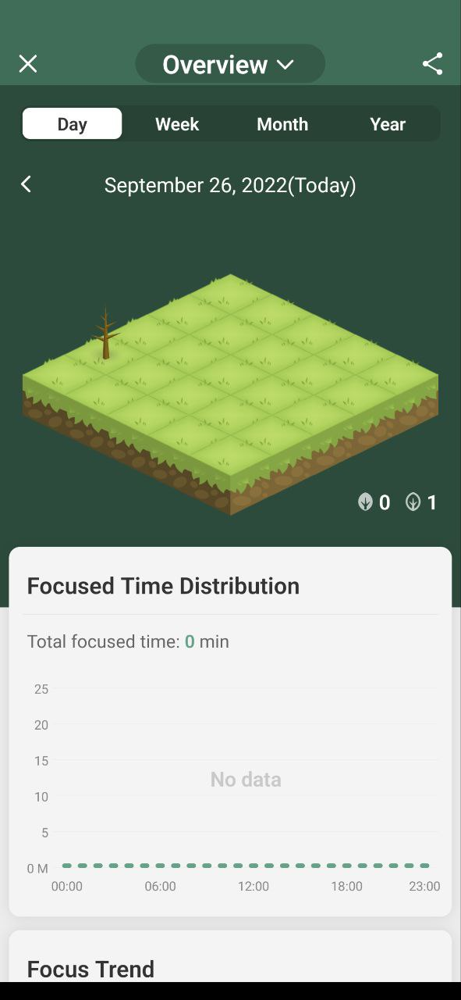 Overview
Day Week Month Year
September 26, 2022(Today)
0 1
Focused Time Distribution
Total focused time: 0 min
25
20
15
No data
10
5
0 M
00:00 06:00 12:00 18:00 23:00
Focus Trend